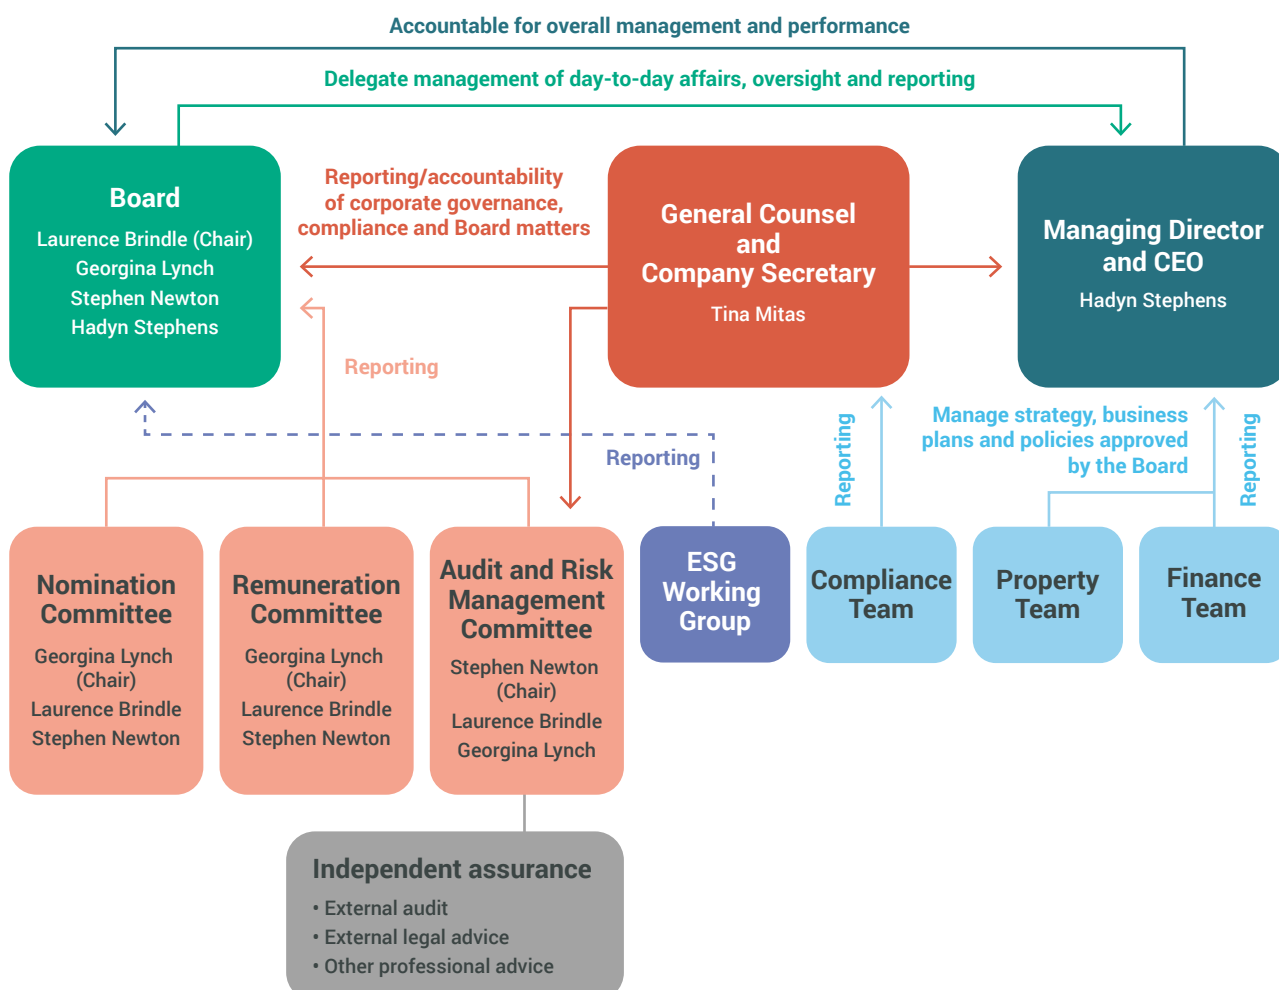 Accountable for overall management and performance
Delegate management of day-to-day affairs, oversight and reporting
Board
Laurence Brindle (Chair)
Georgina Lynch
Stephen Newton
Hadyn Stephens
Reporting/accountability
of corporate governance,
compliance and Board matters
General Counsel
and
Company Secretary
Tina Mitas
Managing Director
and CEO
Hadyn Stephens
Reporting
Reporting
Reporting
Manage strategy, business
plans and policies approved
by the Board
Reporting
Nomination
Committee
Georgina Lynch
(Chair)
Laurence Brindle
Stephen Newton
Remuneration
Committee
Georgina Lynch
(Chair)
Laurence Brindle
Stephen Newton
Audit and Risk
Management
Committee
Stephen Newton
(Chair)
Laurence Brindle
Georgina Lynch
ESG
Working
Group
Compliance
Team
Property
Team
Finance
Team
Independent assurance
• External audit
• External legal advice
• Other professional advice